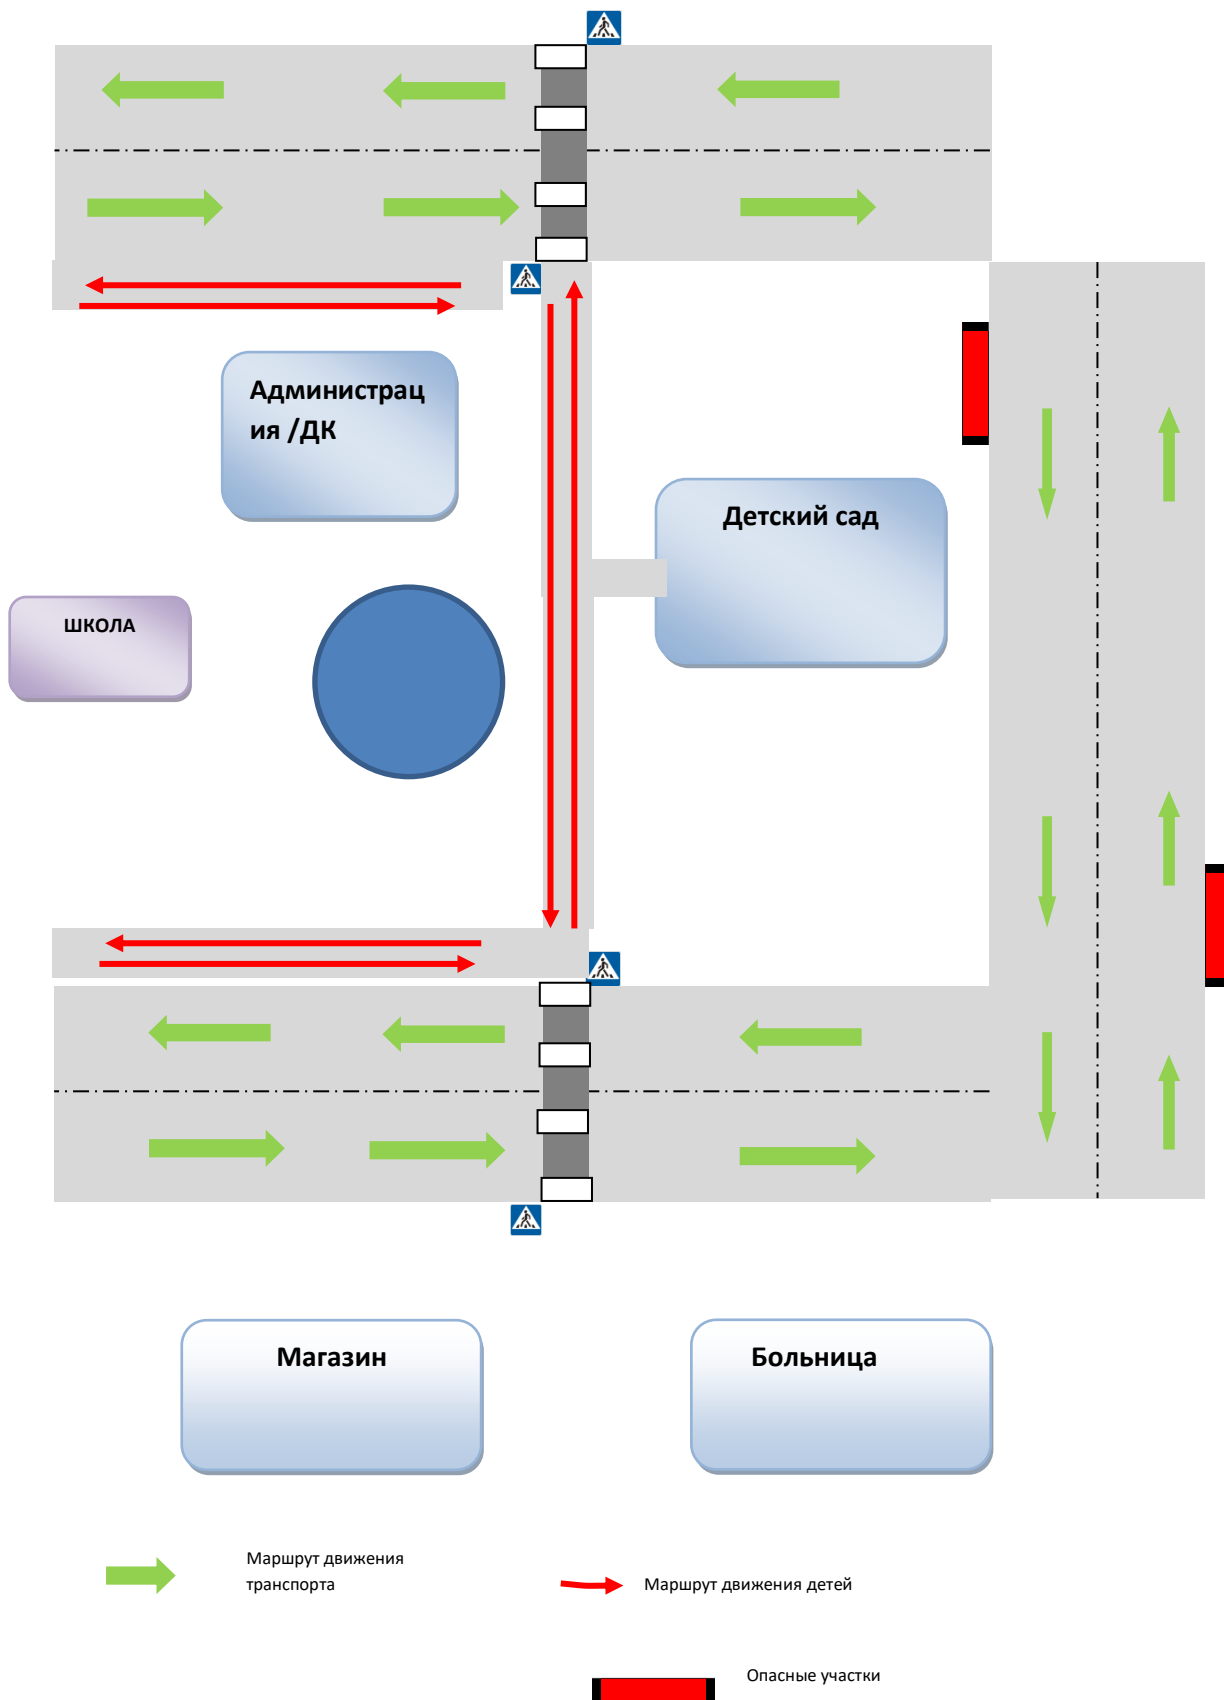 Администрац
ия /ДК
Детский сад
ШКОЛА
Магазин
Больница
Маршрут движения
транспорта
Маршрут движения детей
Опасные участки